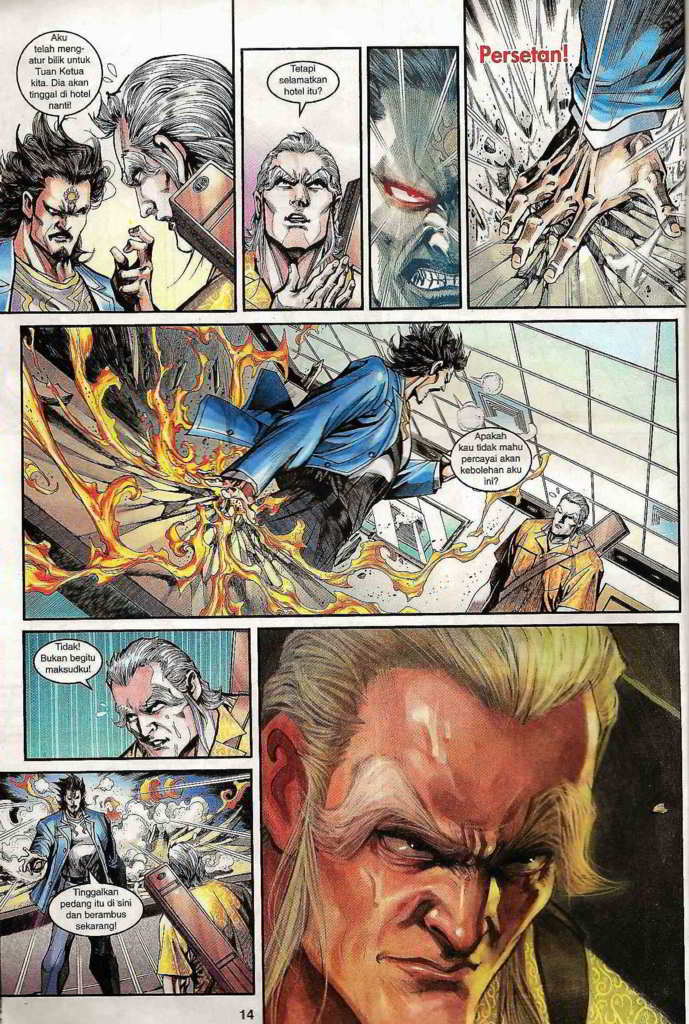 Aku
telah meng-
atur bilik untuk
Tuan Ketua
kita. Dia akan
tinggal di hotel
nanti!
Tetapi
selamatkan
hotel itu?
Persetan!
Apakah
kau tidak mahu
percayai akan
kebolehan aku
ini?
Tidak!
Bukan begitu
maksudku!
Tinggalkan
pedang itu di sini
dan berambus
sekarang!
14